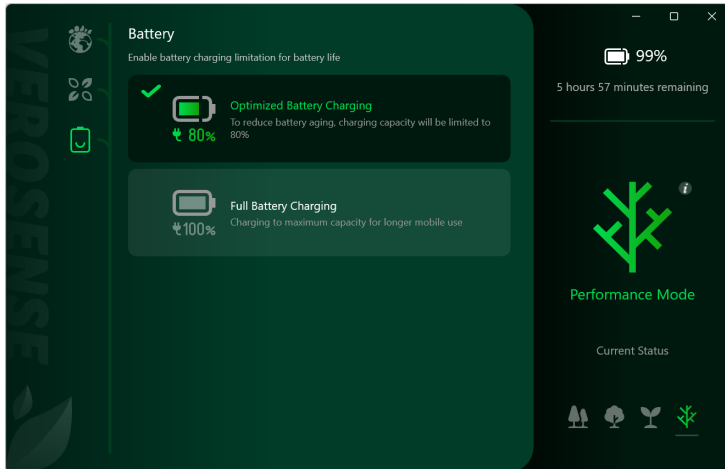 VEROSENSE
Battery
Enable battery charging limitation for battery life
Optimized Battery Charging
To reduce battery aging, charging capacity will be limited to
80%
80%
Full Battery Charging
Charging to maximum capacity for longer mobile use
100%
99%
5 hours 57 minutes remaining
i
Performance Mode
Current Status